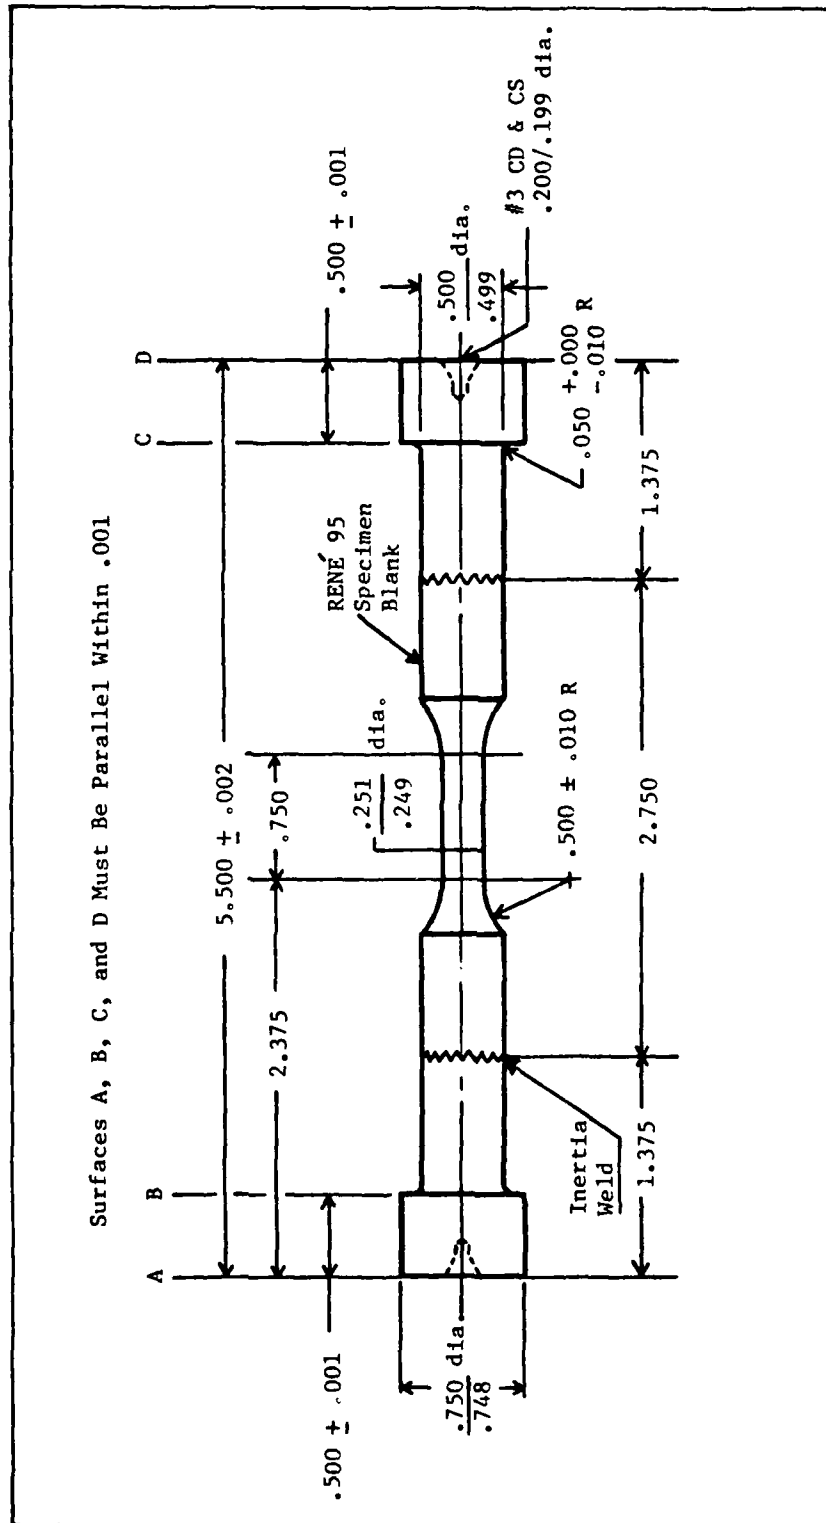 Surfaces A, B, C, and D Must Be Parallel Within .001
A
B
C
D
5.500 ± .002
2.375
.750
.500 ± .001
.500 ± .001
RENÉ 95
Specimen
Blank
.251
.249
dia.
.750
.748
dia.
.500
.499
dia.
#3 CD & CS
.200/.199 dia.
.050 +.000
-.010 R
.500 ± .010 R
Inertia
Weld
1.375
2.750
1.375